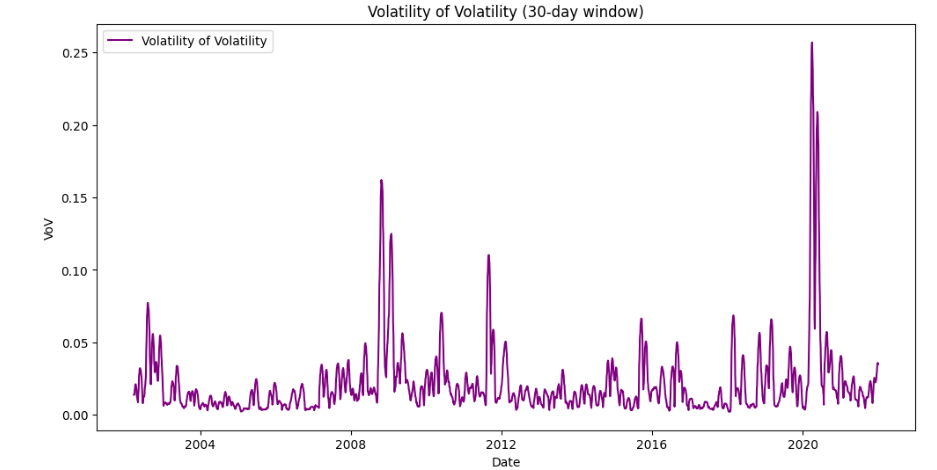 Volatility of Volatility (30-day window)
Volatility of Volatility
0.25
0.20
0.15
0.10
0.05
0.00
VoV
2004 2008 2012 2016 2020
Date